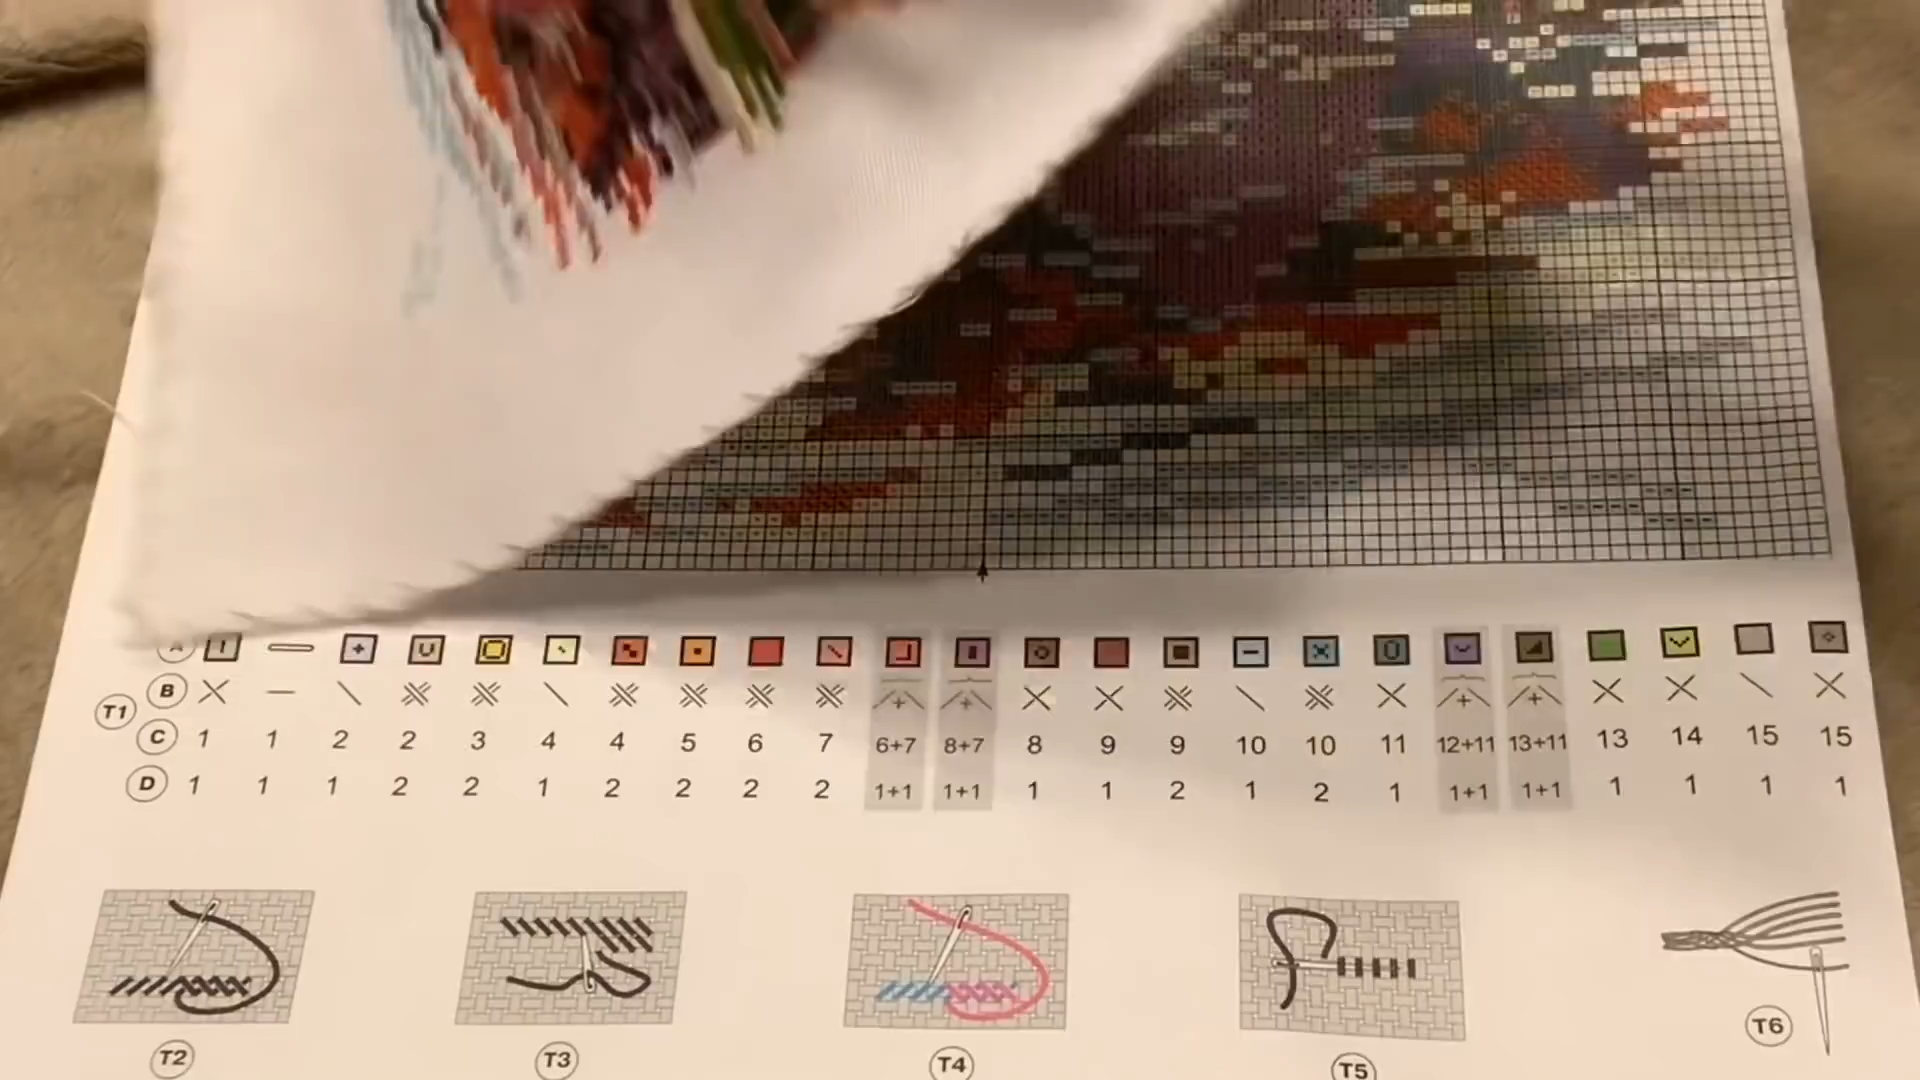 A
T1 B
C 1 1 2 2 3 4 4 5 6 7 6+7 8+7 8 9 9 10 10 11 12+11 13+11 13 14 15 15
D 1 1 1 2 2 1 2 2 2 2 1+1 1+1 1 1 2 1 2 1 1+1 1+1 1 1 1 1
T2 T3 T4 T5 T6